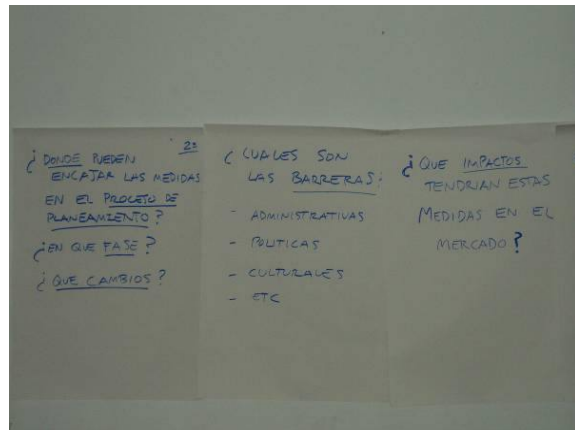 2º
¿ DONDE PUEDEN
ENCAJAR LAS MEDIDAS
EN EL PROCESO DE
PLANEAMIENTO?
¿EN QUE FASE?
¿ QUE CAMBIOS?
¿ CUALES SON
LAS BARRERAS:
- ADMINISTRATIVAS
- POLITICAS
- CULTURALES
- ETC
¿ QUE IMPACTOS
TENDRIAN ESTAS
MEDIDAS EN EL
MERCADO?